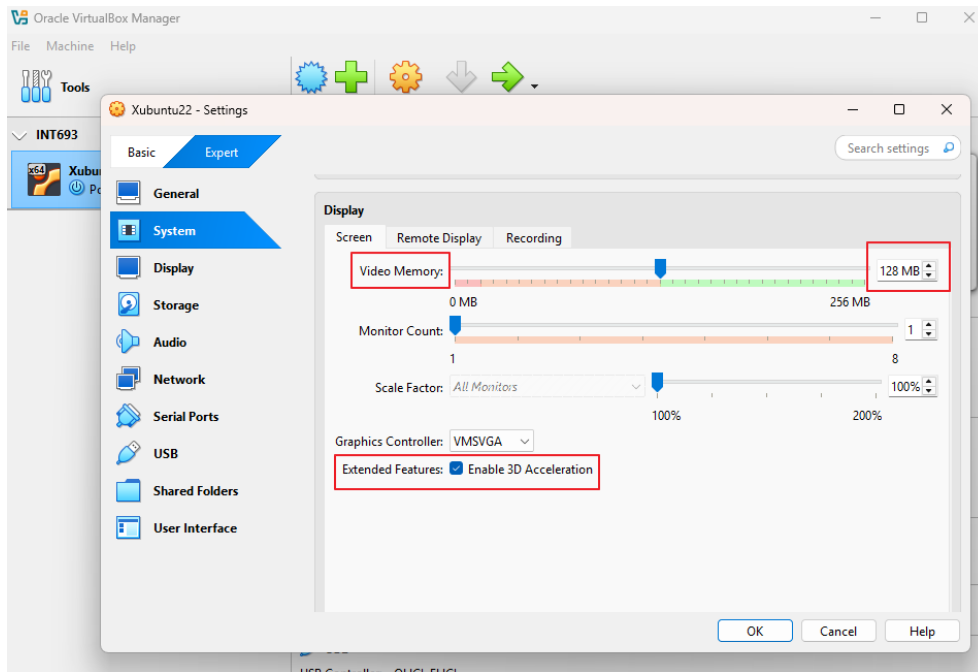 Oracle VirtualBox Manager
File Machine Help
Tools
INT693
x64
Xubuntu22 - Settings
Basic
Expert
Search settings
General
System
Display
Storage
Audio
Network
Serial Ports
USB
Shared Folders
User Interface
Display
Screen Remote Display Recording
Video Memory: 128 MB
0 MB 256 MB
Monitor Count: 1
1 8
Scale Factor: All Monitors 100%
100% 200%
Graphics Controller: VMSVGA
Extended Features: Enable 3D Acceleration
OK Cancel Help